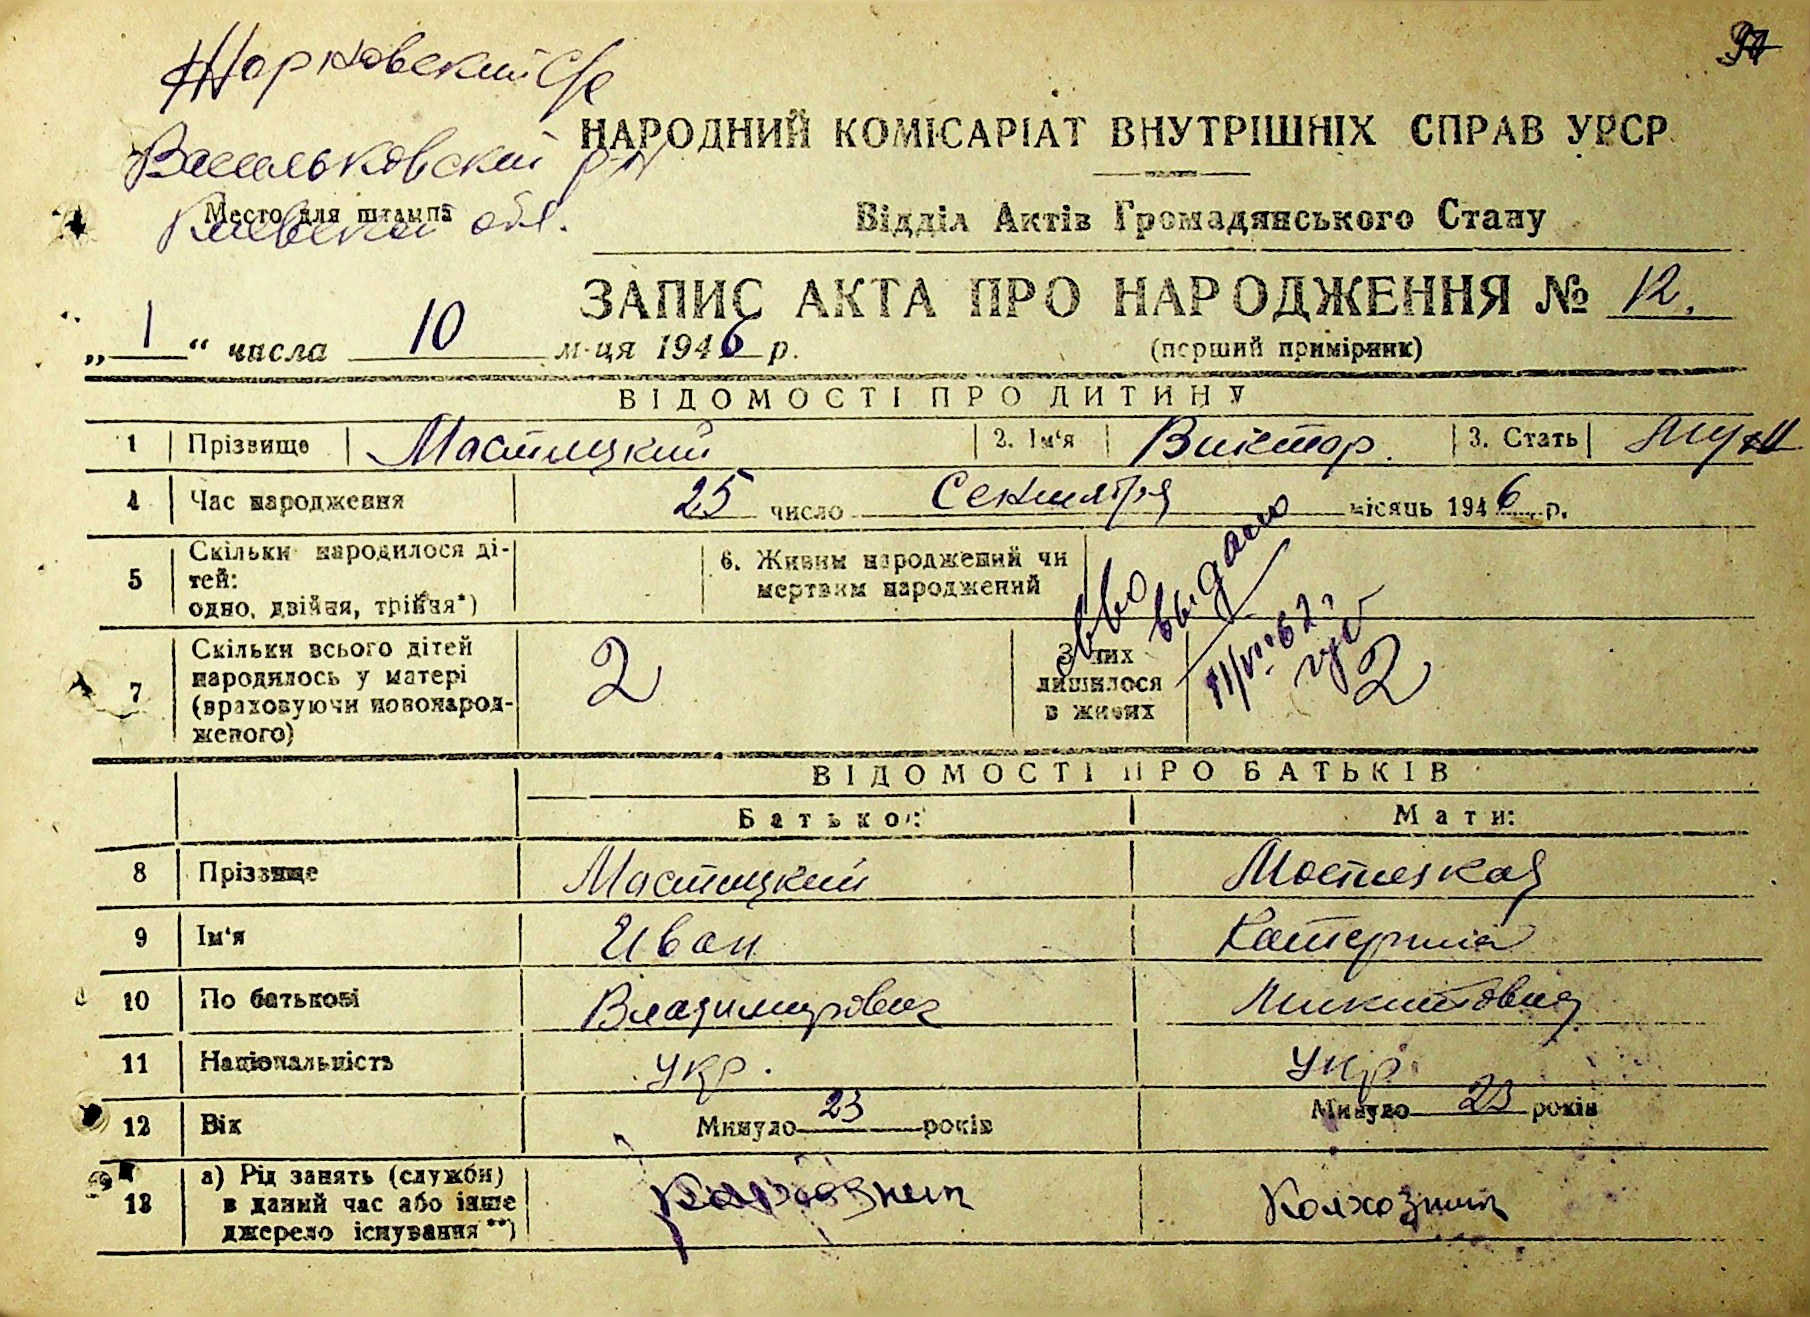 Жорновский с/с
Васильковский р-н
Киевской обл.
НАРОДНИЙ КОМІСАРІАТ ВНУТРІШНІХ СПРАВ УРСР
Место для штампа
Відділ Актів Громадянського Стану
ЗАПИС АКТА ПРО НАРОДЖЕННЯ № 12.
„1“ числа 10 м-ця 1946 р.
(перший примірник)
ВІДОМОСТІ ПРО ДИТИНУ
1 Прізвище Мастицкий 2. Ім‘я Виктор. 3. Стать муж
4 Час народження 25 число Сентября місяць 1946 р.
5 Скільки народилося ді-
тей:
одно, двійня, трійня*)
6. Живим народжений чи
мертвим народжений
7 Скільки всього дітей
народилось у матері
(враховуючи новонарод-
женого)
2
З них
лишилося
в живих
2
выдано
ВІДОМОСТІ ПРО БАТЬКІВ
Батько: Мати:
8 Прізвище Мастицкий Мостицкая
9 Ім‘я Иван Катерина
10 По батькові Владимирович Микитовна
11 Національність укр. укр.
12 Вік Минуло 23 років Минуло 23 років
13 а) Рід занять (служби)
в даний час або інше
джерело існування**)
Колхозник Колхозник